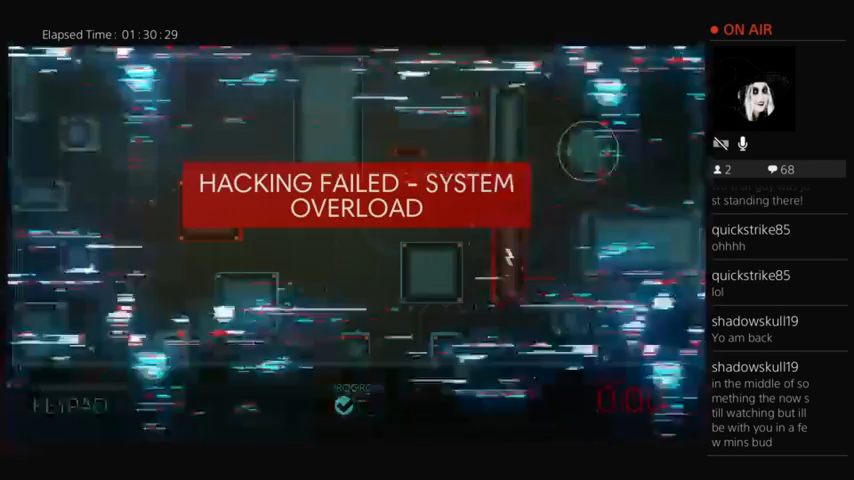 Elapsed Time : 01:30:29
ON AIR
HACKING FAILED - SYSTEM
OVERLOAD
2
68
st standing there!
quickstrike85
ohhhh
quickstrike85
lol
shadowskull19
Yo am back
shadowskull19
in the middle of so
mething the now s
till watching but ill
be with you in a fe
w mins bud
KEYPAD